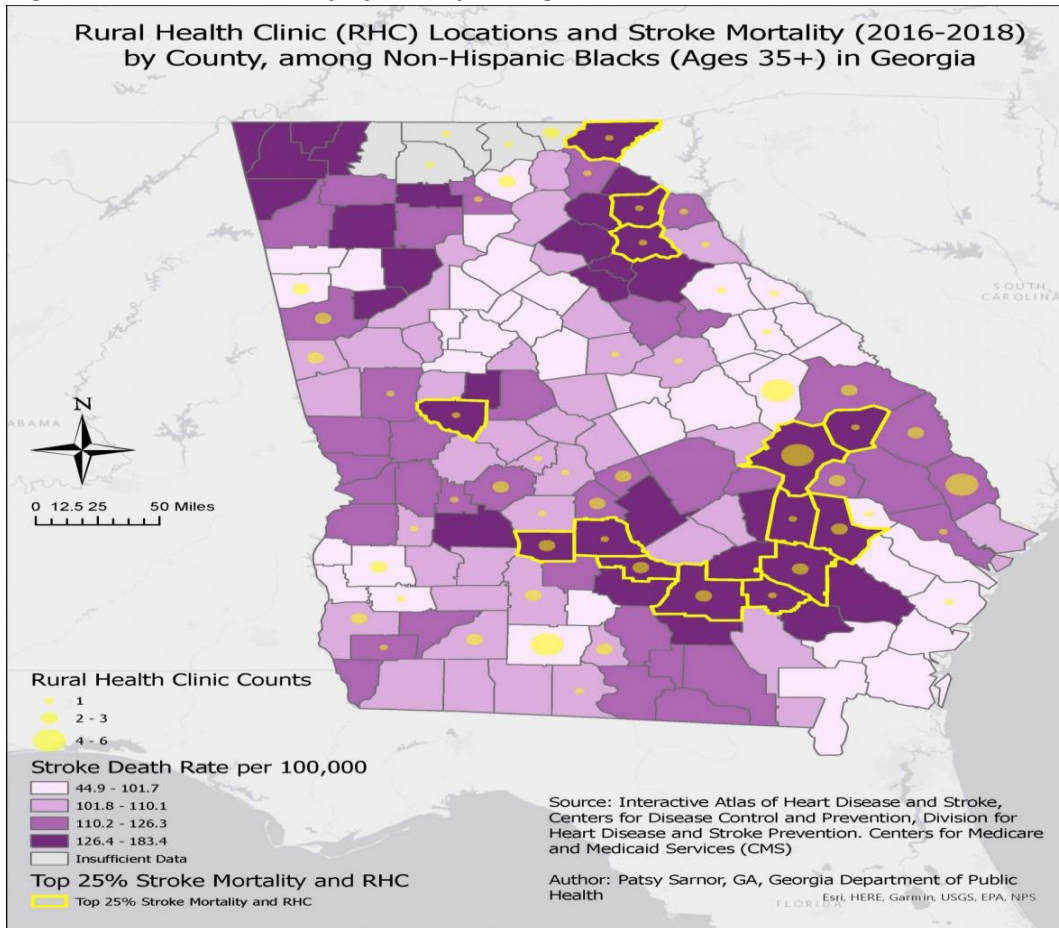 Rural Health Clinic (RHC) Locations and Stroke Mortality (2016-2018)
by County, among Non-Hispanic Blacks (Ages 35+) in Georgia
SOUTH
CAROLINA
N
ABAMA
0 12.5 25 50 Miles
Rural Health Clinic Counts
1
2 - 3
4 - 6
Stroke Death Rate per 100,000
44.9 - 101.7
101.8 - 110.1
110.2 - 126.3
126.4 - 183.4
Insufficient Data
Top 25% Stroke Mortality and RHC
Top 25% Stroke Mortality and RHC
Source: Interactive Atlas of Heart Disease and Stroke,
Centers for Disease Control and Prevention, Division for
Heart Disease and Stroke Prevention. Centers for Medicare
and Medicaid Services (CMS)
Author: Patsy Sarnor, GA, Georgia Department of Public
Health
FLORIDA
Esri, HERE, Garmin, USGS, EPA, NPS